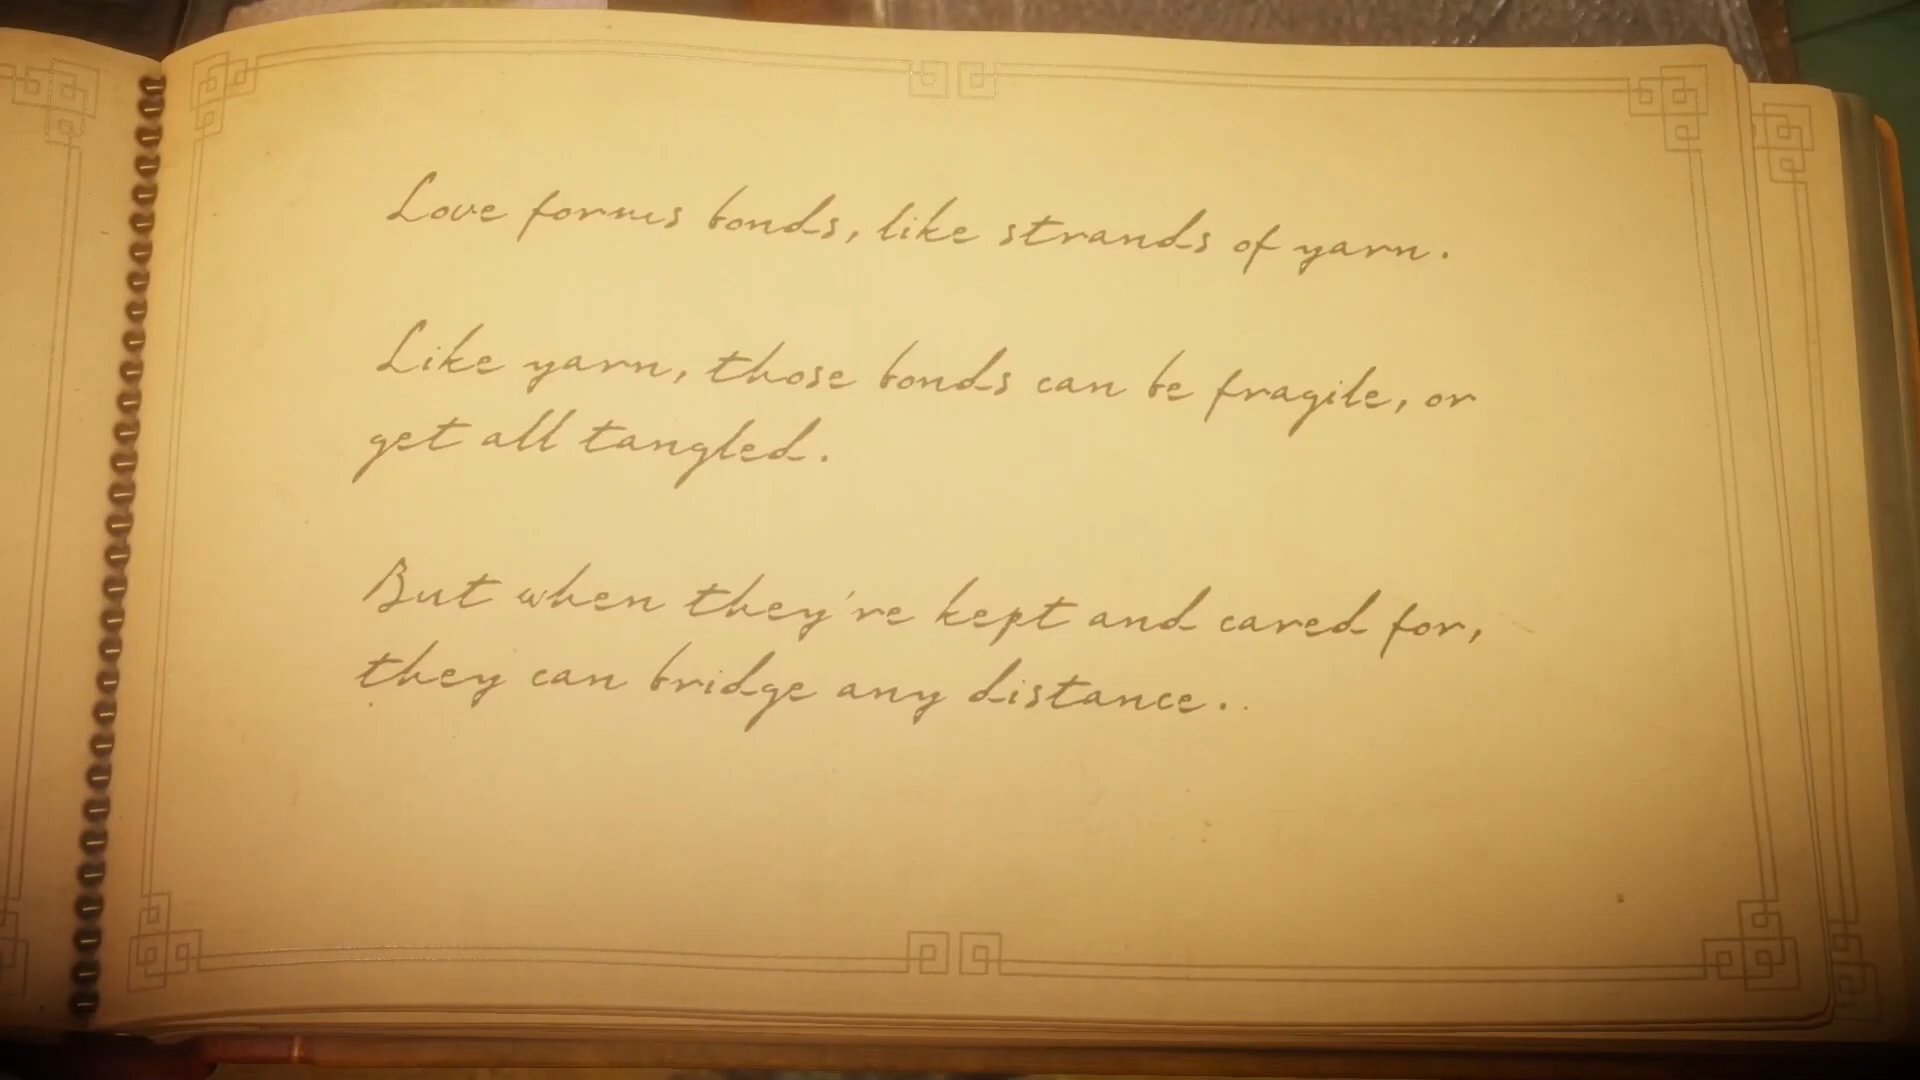 Love forms bonds, like strands of yarn.
Like yarn, those bonds can be fragile, or
get all tangled.
But when they're kept and cared for,
they can bridge any distance..